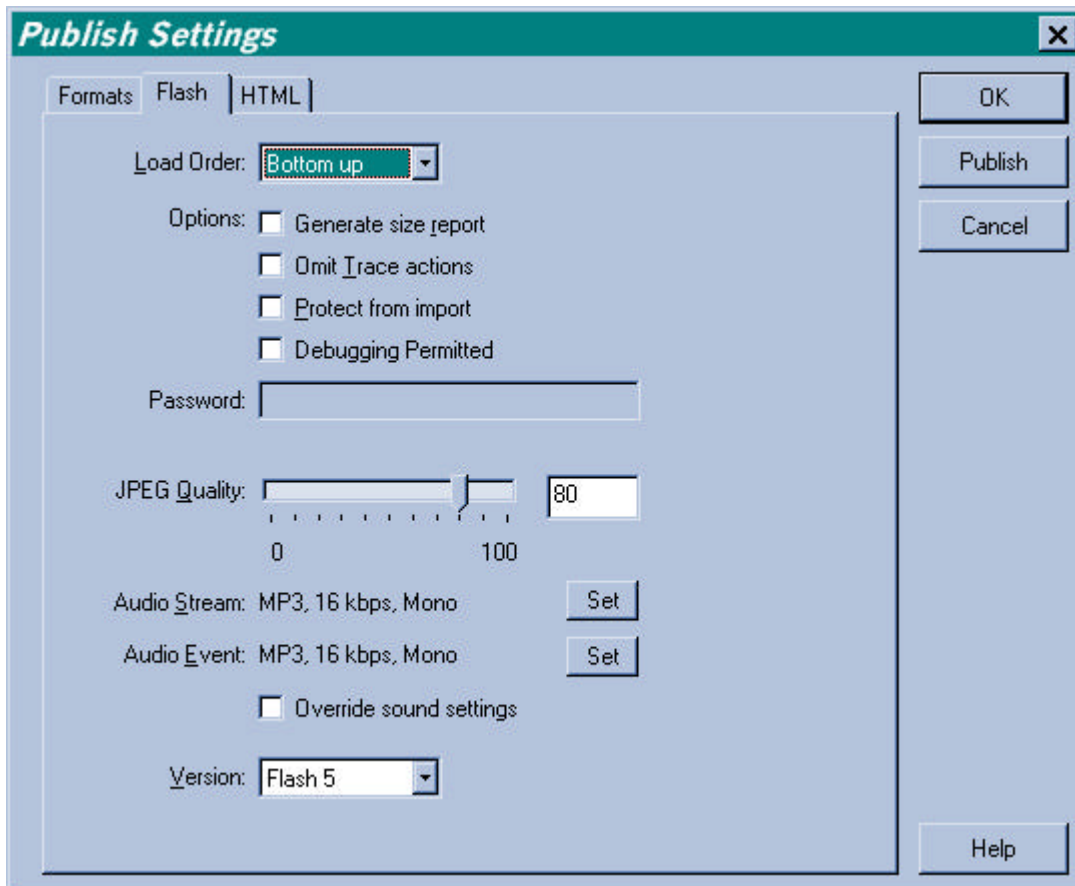 Publish Settings
Formats Flash HTML
OK
Publish
Cancel
Load Order: Bottom up
Options: Generate size report
Omit Trace actions
Protect from import
Debugging Permitted
Password:
JPEG Quality: 80
0 100
Audio Stream: MP3, 16 kbps, Mono Set
Audio Event: MP3, 16 kbps, Mono Set
Override sound settings
Version: Flash 5
Help